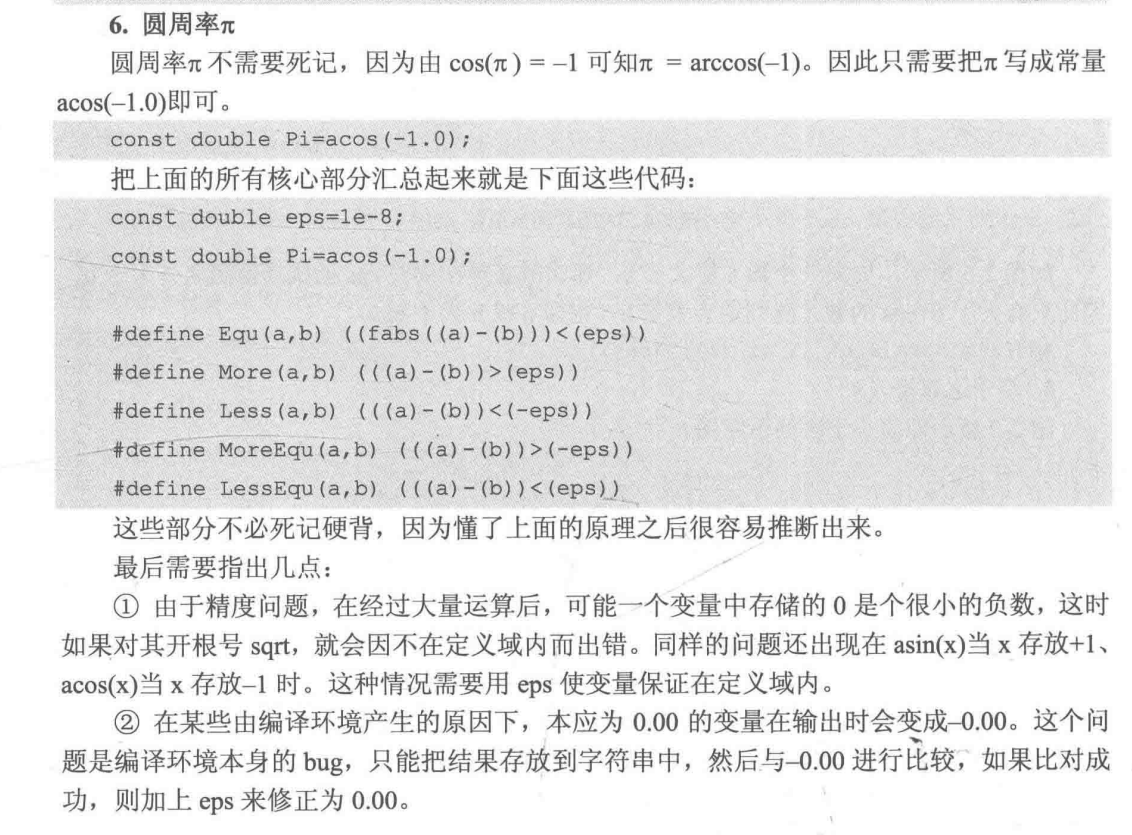 6. 圆周率π
圆周率π 不需要死记，因为由 cos(π) = –1 可知π = arccos(–1)。因此只需要把π 写成常量
acos(–1.0)即可。
const double Pi=acos(-1.0);
把上面的所有核心部分汇总起来就是下面这些代码：
const double eps=1e-8;
const double Pi=acos(-1.0);
#define Equ(a,b) ((fabs((a)-(b)))<(eps))
#define More(a,b) (((a)-(b))>(eps))
#define Less(a,b) (((a)-(b))<(-eps))
#define MoreEqu(a,b) (((a)-(b))>(-eps))
#define LessEqu(a,b) (((a)-(b))<(eps))
这些部分不必死记硬背，因为懂了上面的原理之后很容易推断出来。
最后需要指出几点：
① 由于精度问题，在经过大量运算后，可能一个变量中存储的 0 是个很小的负数，这时
如果对其开根号 sqrt，就会因不在定义域内而出错。同样的问题还出现在 asin(x)当 x 存放+1、
acos(x)当 x 存放–1 时。这种情况需要用 eps 使变量保证在定义域内。
② 在某些由编译环境产生的原因下，本应为 0.00 的变量在输出时会变成–0.00。这个问
题是编译环境本身的 bug，只能把结果存放到字符串中，然后与–0.00 进行比较，如果比对成
功，则加上 eps 来修正为 0.00。